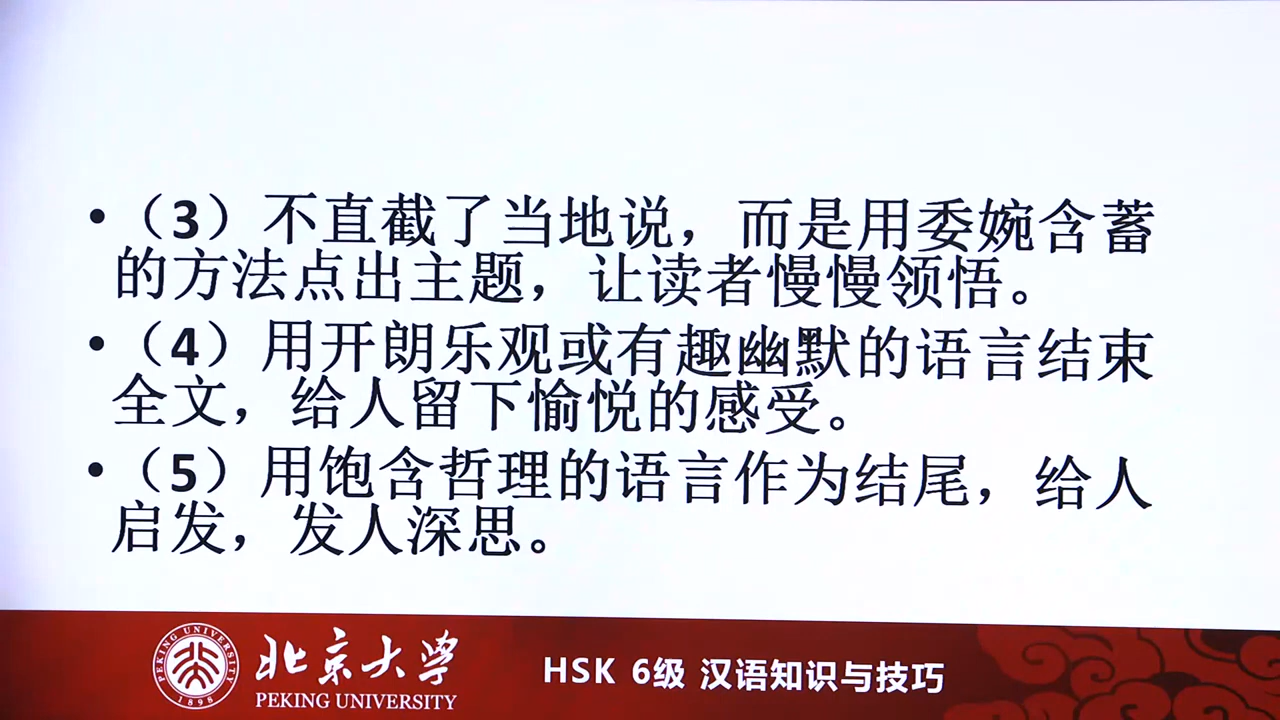 • （3）不直截了当地说，而是用委婉含蓄
的方法点出主题，让读者慢慢领悟。
• （4）用开朗乐观或有趣幽默的语言结束
全文，给人留下愉悦的感受。
• （5）用饱含哲理的语言作为结尾，给人
启发，发人深思。
PEKING UNIVERSITY
1898
北京大学
PEKING UNIVERSITY
HSK 6级 汉语知识与技巧